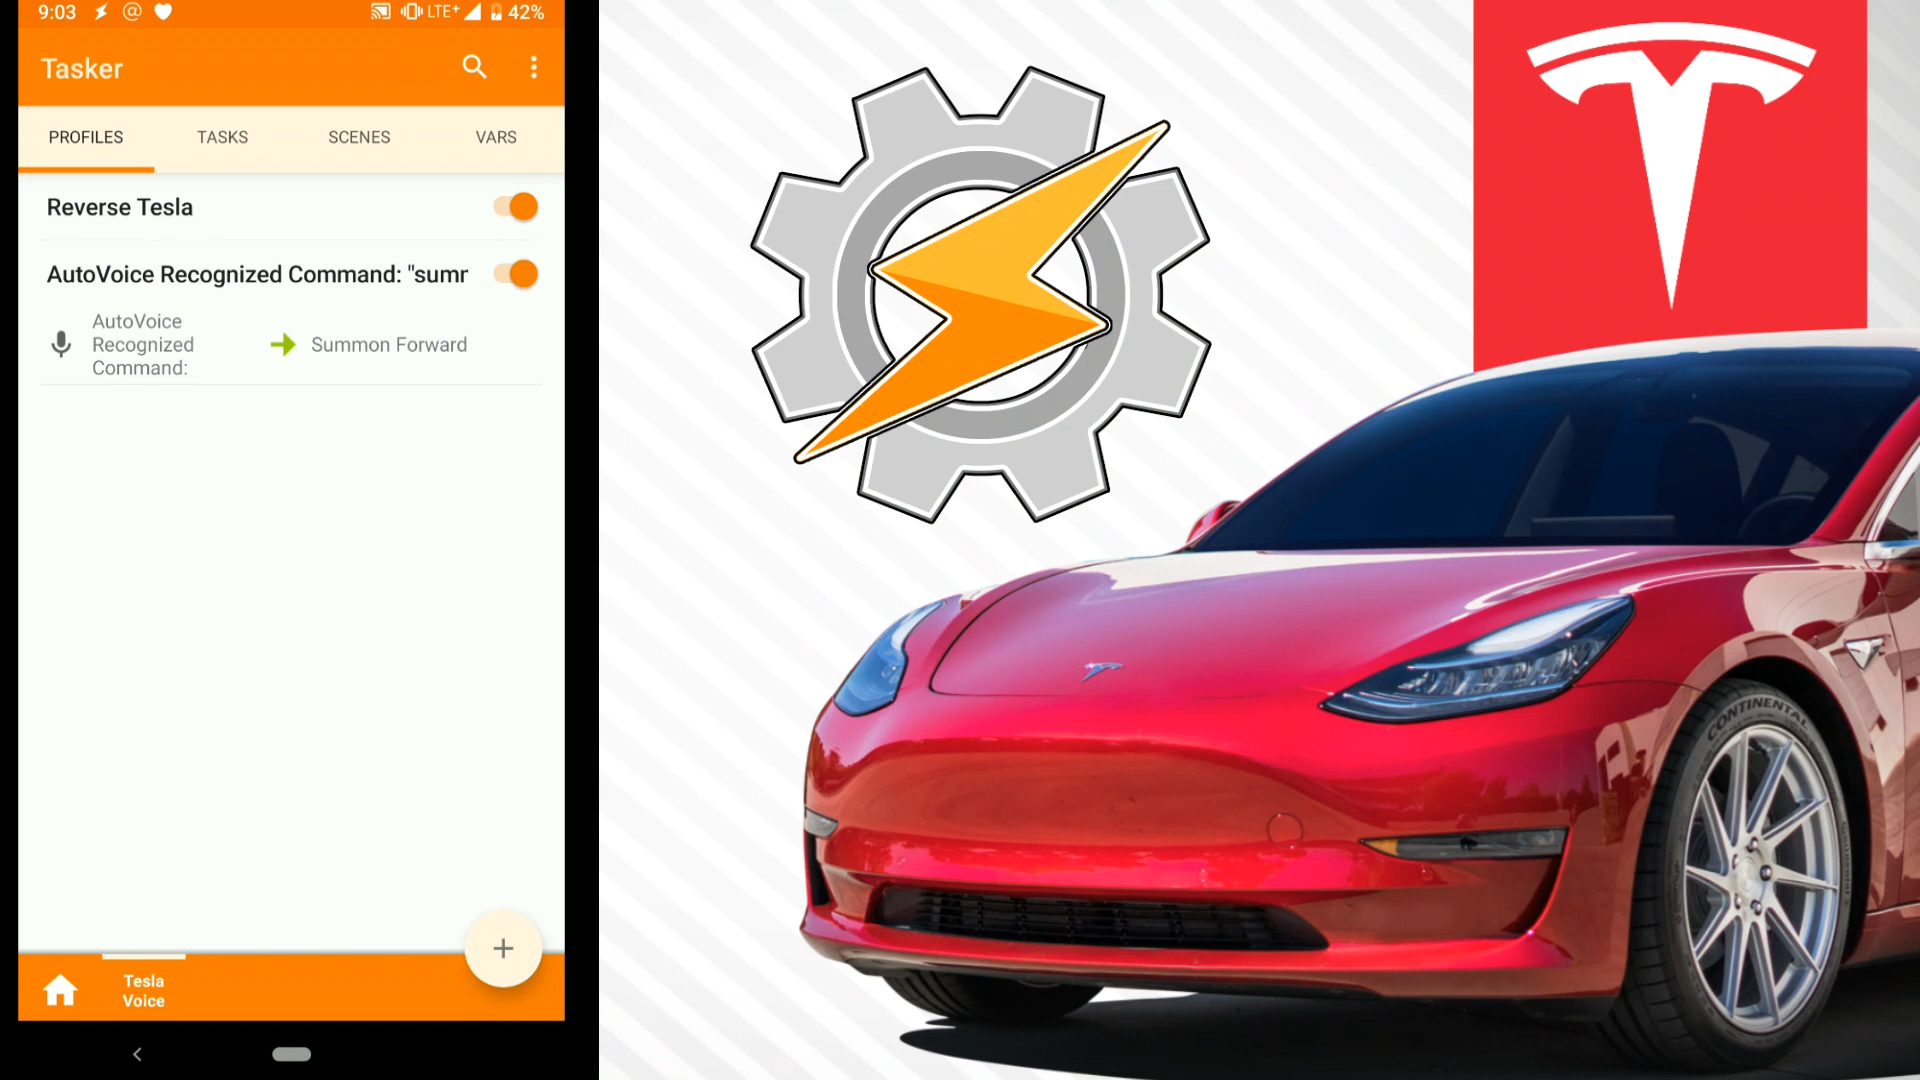 9:03 @ LTE+ 42%
Tasker
PROFILES TASKS SCENES VARS
Reverse Tesla
AutoVoice Recognized Command: "sumr
AutoVoice
Recognized
Command:
Summon Forward
Tesla
Voice
CONTINENTAL